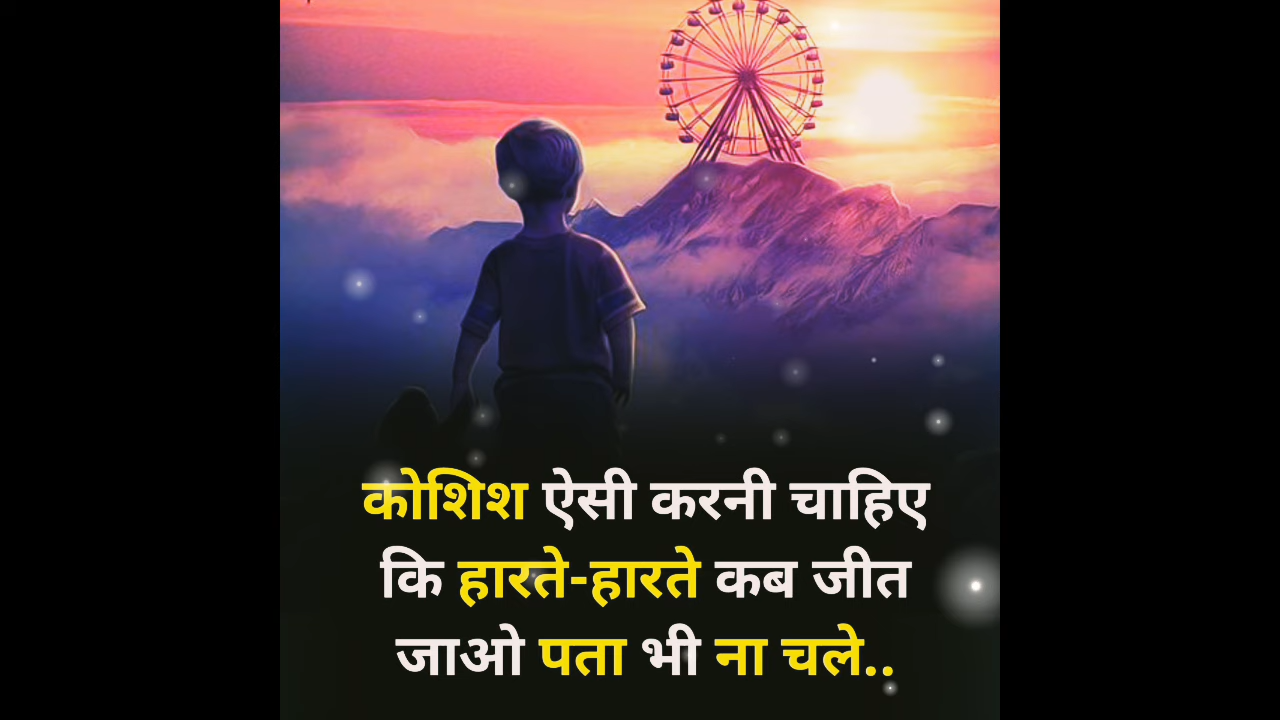 कोशिश ऐसी करनी चाहिए
कि हारते-हारते कब जीत
जाओ पता भी ना चले..